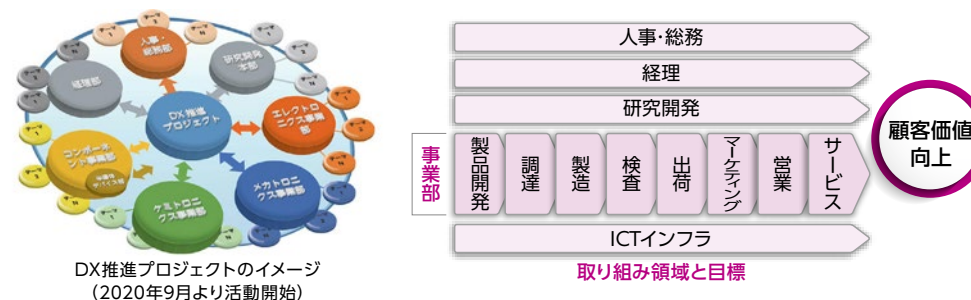 人事・
総務部
研究開発
本部
経理部
DX推進
プロジェクト
エレクトロ
ニクス事業
部
コンポーネ
ント事業部
ケミトロニ
クス事業部
メカトロニ
クス事業部
DX推進プロジェクトのイメージ
(2020年9月より活動開始)
人事・総務
経理
研究開発
事業部
製品開発
調達
製造
検査
出荷
マーケティング
営業
サービス
ICTインフラ
取り組み領域と目標
顧客価値
向上